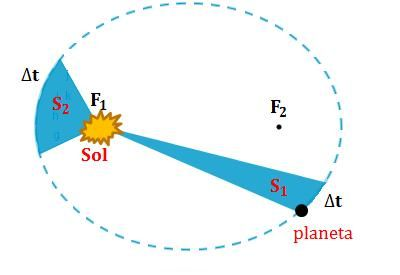 Δt
S₂
F₁
F₂
Sol
S₁
Δt
planeta